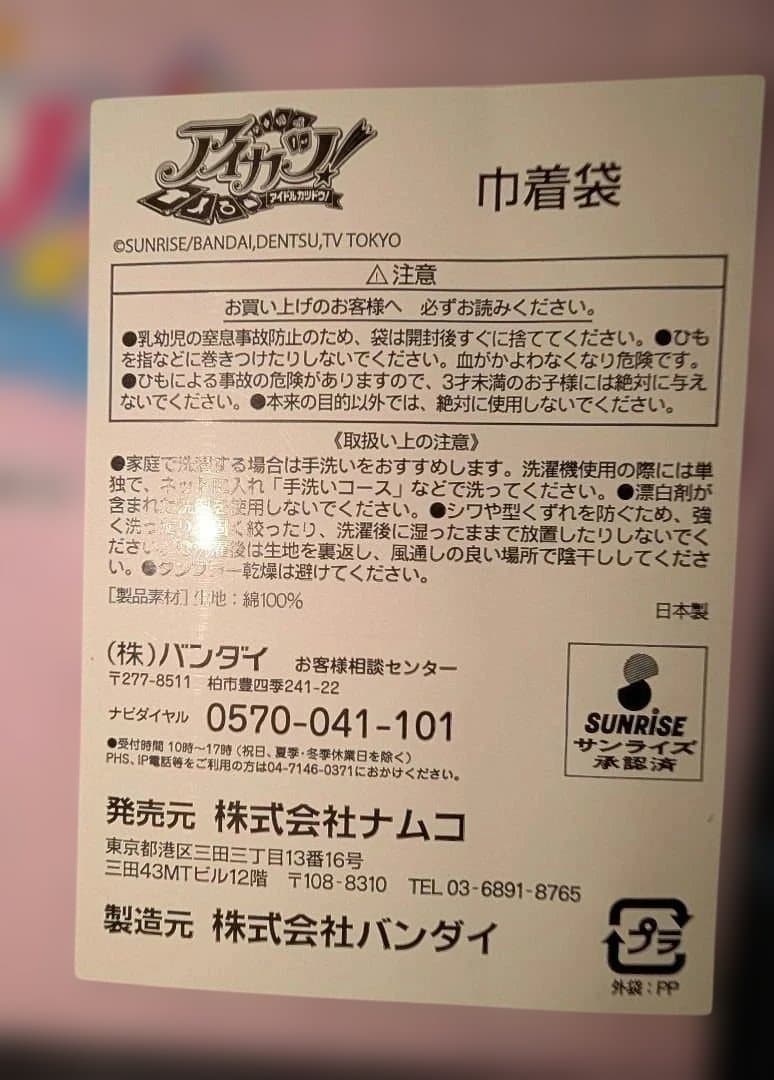 アイカツ!
アイドルカツドウ!
巾着袋
©SUNRISE/BANDAI,DENTSU,TV TOKYO
⚠注意
お買い上げのお客様へ 必ずお読みください。
●乳幼児の窒息事故防止のため、袋は開封後すぐに捨ててください。●ひも
を指などに巻きつけたりしないでください。血がかよわなくなり危険です。
●ひもによる事故の危険がありますので、3才未満のお子様には絶対に与え
ないでください。●本来の目的以外では、絶対に使用しないでください。
《取扱い上の注意》
●家庭で洗濯する場合は手洗いをおすすめします。洗濯機使用の際には単
独で、ネットに入れ「手洗いコース」などで洗ってください。●漂白剤が
含まれた洗剤は使用しないでください。●シワや型くずれを防ぐため、強
く洗ったり、固く絞ったり、洗濯後に湿ったままで放置したりしないでく
ださい。後は生地を裏返し、風通しの良い場所で陰干ししてくださ
い。●タンブラー乾燥は避けてください。
[製品素材]生地:綿100%
日本製
(株)バンダイ お客様相談センター
〒277-8511 柏市豊四季241-22
ナビダイヤル 0570-041-101
●受付時間 10時〜17時(祝日、夏季・冬季休業日を除く)
PHS、IP電話等をご利用の方は04-7146-0371におかけください。
SUNRISE
サンライズ
承認済
発売元 株式会社ナムコ
東京都港区三田三丁目13番16号
三田43MTビル12階 〒108-8310 TEL 03-6891-8765
製造元 株式会社バンダイ
プラ
外袋:PP